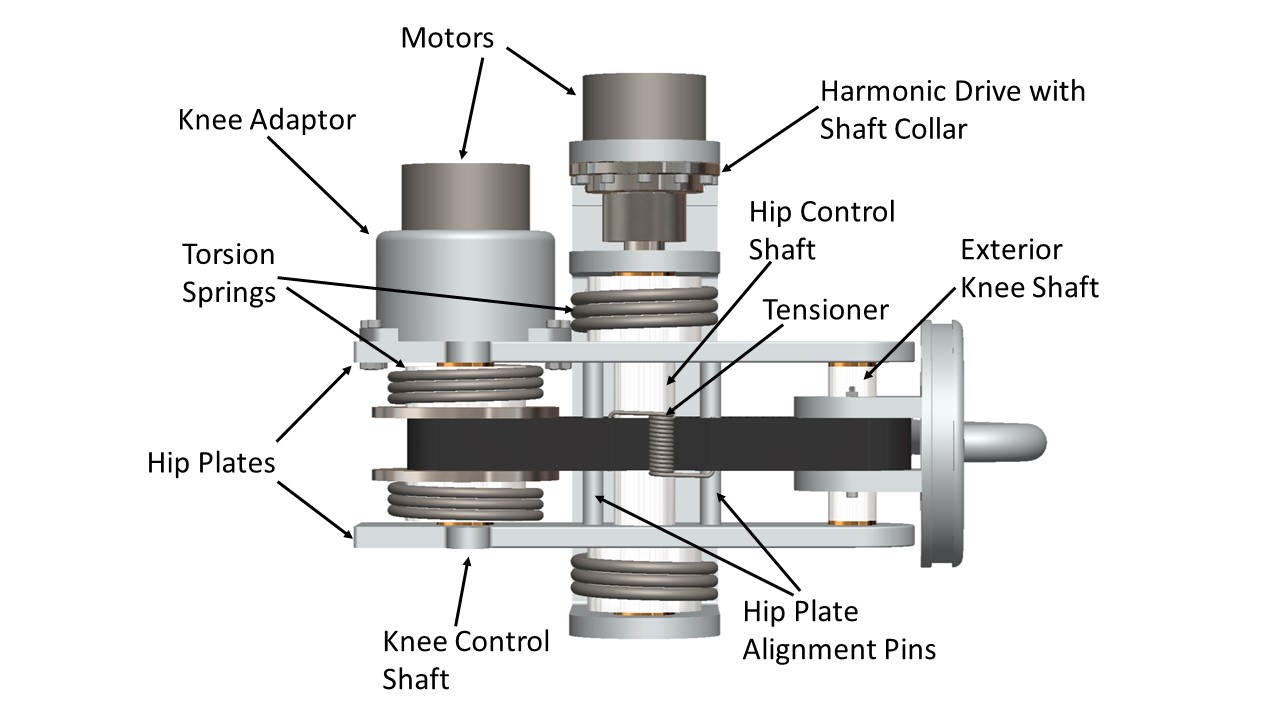 Motors
Harmonic Drive with
Shaft Collar
Knee Adaptor
Hip Control
Shaft
Torsion
Springs
Exterior
Knee Shaft
Tensioner
Hip Plates
Hip Plate
Alignment Pins
Knee Control
Shaft